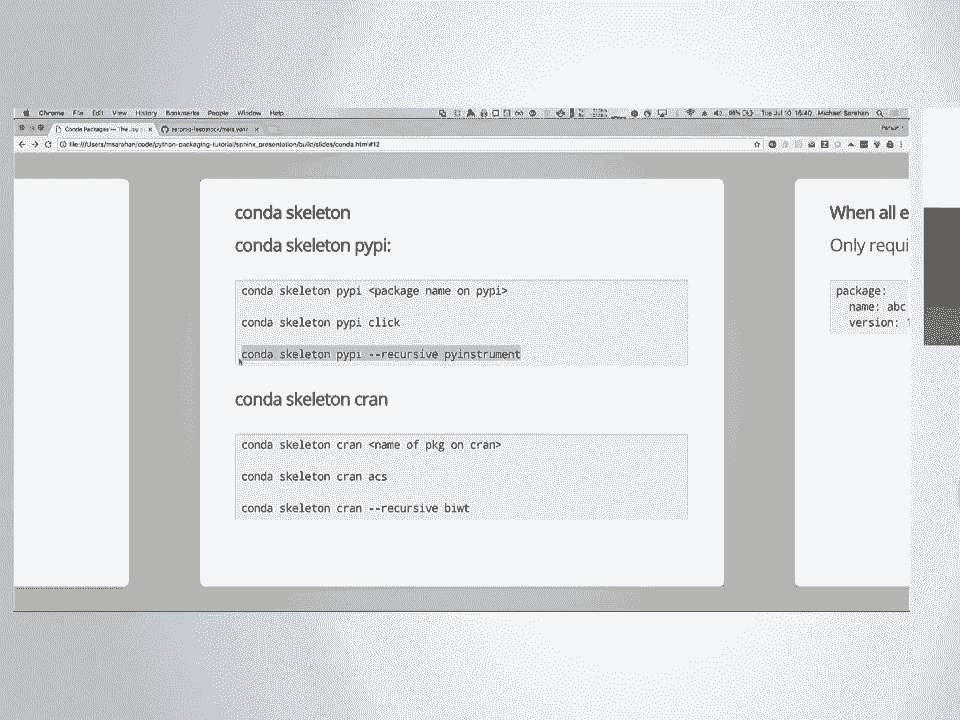 Chrome File Edit View History Bookmarks People Window Help
98% Tue Jul 10 16:40 Michael Sarahan
Conda Packages — The Joy
file:///Users/msarahan/code/python-packaging-tutorial/sphinx_presentation/build/slides/conda.html#12
conda skeleton
conda skeleton pypi:
conda skeleton pypi <package name on pypi>
conda skeleton pypi click
conda skeleton pypi --recursive pyinstrument
conda skeleton cran
conda skeleton cran <name of pkg on cran>
conda skeleton cran acs
conda skeleton cran --recursive biwt
When all e
Only requi
package:
name: abc
version: 1